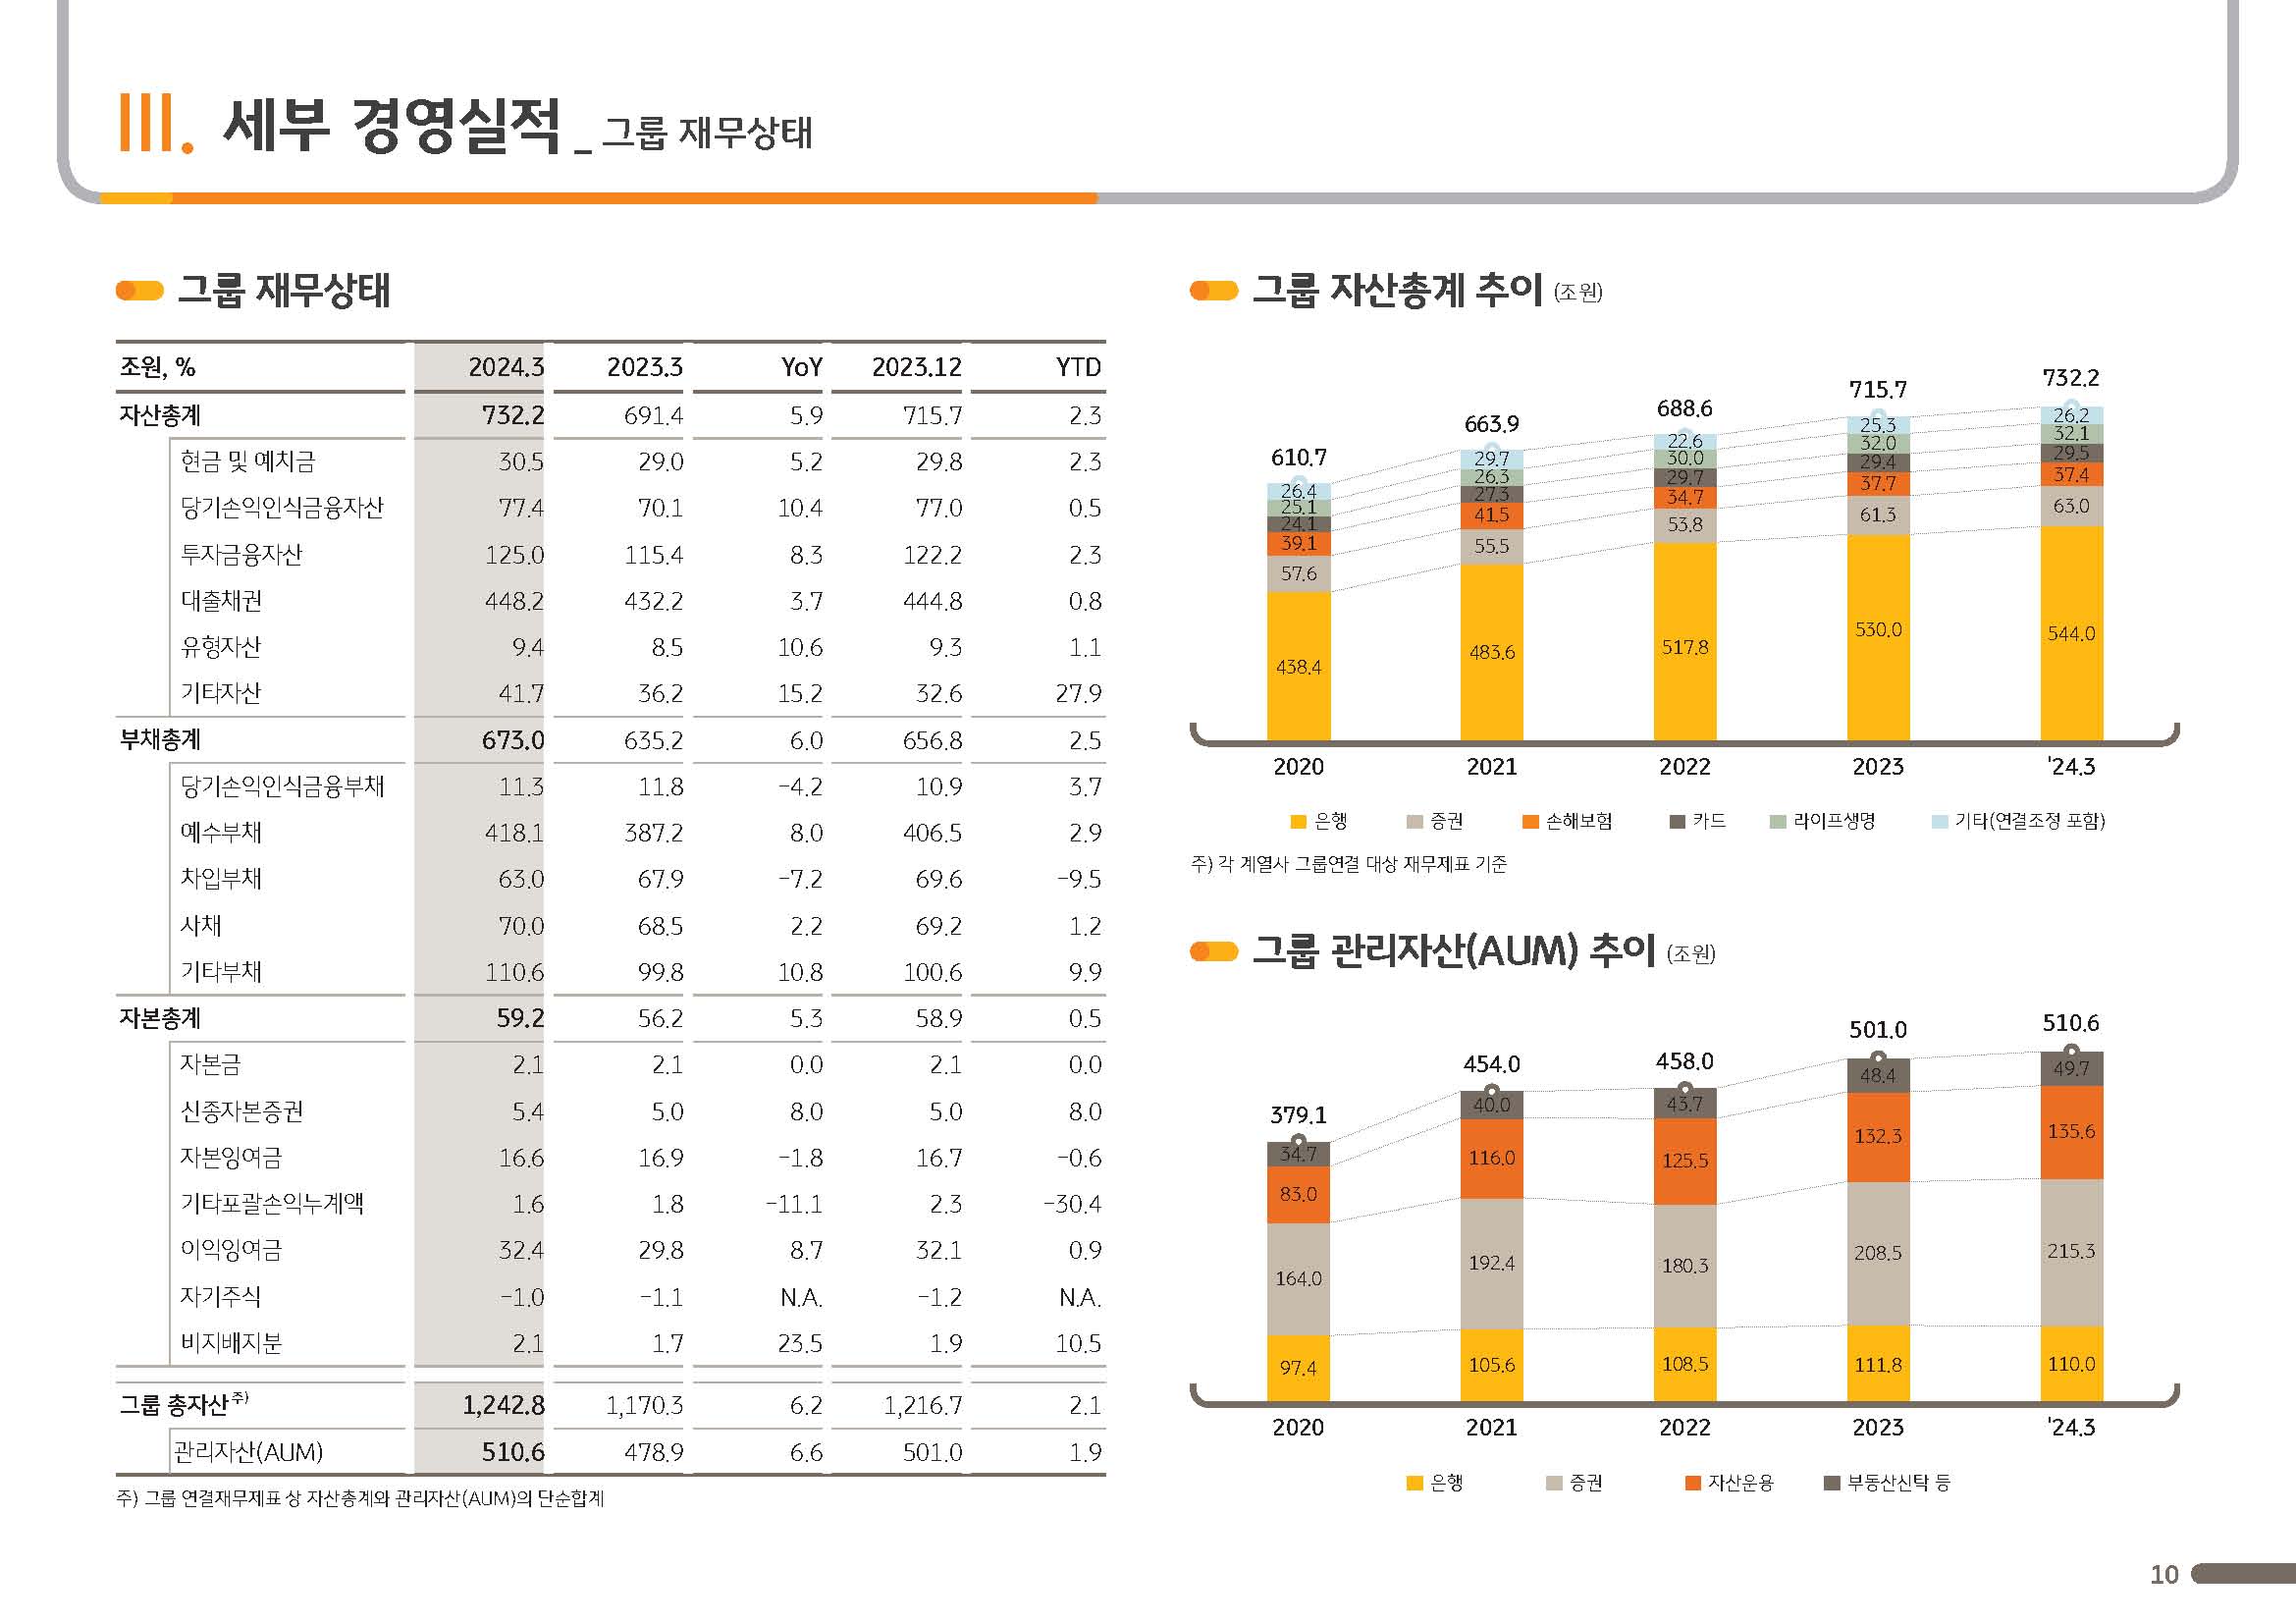 III. 세부 경영실적 _ 그룹 재무상태
그룹 재무상태
조원, % 2024.3 2023.3 YoY 2023.12 YTD
자산총계 732.2 691.4 5.9 715.7 2.3
현금 및 예치금 30.5 29.0 5.2 29.8 2.3
당기손익인식금융자산 77.4 70.1 10.4 77.0 0.5
투자금융자산 125.0 115.4 8.3 122.2 2.3
대출채권 448.2 432.2 3.7 444.8 0.8
유형자산 9.4 8.5 10.6 9.3 1.1
기타자산 41.7 36.2 15.2 32.6 27.9
부채총계 673.0 635.2 6.0 656.8 2.5
당기손익인식금융부채 11.3 11.8 -4.2 10.9 3.7
예수부채 418.1 387.2 8.0 406.5 2.9
차입부채 63.0 67.9 -7.2 69.6 -9.5
사채 70.0 68.5 2.2 69.2 1.2
기타부채 110.6 99.8 10.8 100.6 9.9
자본총계 59.2 56.2 5.3 58.9 0.5
자본금 2.1 2.1 0.0 2.1 0.0
신종자본증권 5.4 5.0 8.0 5.0 8.0
자본잉여금 16.6 16.9 -1.8 16.7 -0.6
기타포괄손익누계액 1.6 1.8 -11.1 2.3 -30.4
이익잉여금 32.4 29.8 8.7 32.1 0.9
자기주식 -1.0 -1.1 N.A. -1.2 N.A.
비지배지분 2.1 1.7 23.5 1.9 10.5
그룹 총자산주) 1,242.8 1,170.3 6.2 1,216.7 2.1
관리자산(AUM) 510.6 478.9 6.6 501.0 1.9
주) 그룹 연결재무제표 상 자산총계와 관리자산(AUM)의 단순합계
그룹 자산총계 추이 (조원)
610.7 663.9 688.6 715.7 732.2
26.4 29.7 22.6 25.3 26.2
25.1 26.3 30.0 32.0 32.1
24.1 27.3 29.7 29.4 29.5
39.1 41.5 34.7 37.7 37.4
57.6 55.5 53.8 61.3 63.0
438.4 483.6 517.8 530.0 544.0
2020 2021 2022 2023 '24.3
은행 증권 손해보험 카드 라이프생명 기타(연결조정 포함)
주) 각 계열사 그룹연결 대상 재무제표 기준
그룹 관리자산(AUM) 추이 (조원)
379.1 454.0 458.0 501.0 510.6
34.7 40.0 43.7 48.4 49.7
83.0 116.0 125.5 132.3 135.6
164.0 192.4 180.3 208.5 215.3
97.4 105.6 108.5 111.8 110.0
2020 2021 2022 2023 '24.3
은행 증권 자산운용 부동산신탁 등
10